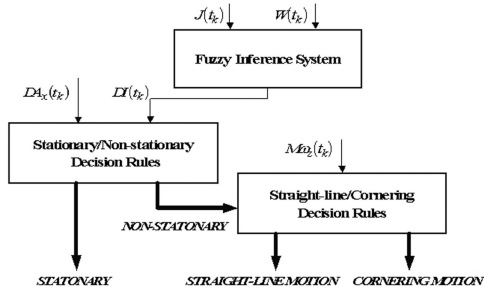 J(tk) W(tk)
Fuzzy Inference System
DAx(tk) DI(tk)
Stationary/Non-stationary
Decision Rules
Mωz(tk)
Straight-line/Cornering
Decision Rules
NON-STATONARY
STATONARY STRAIGHT-LINE MOTION CORNERING MOTION